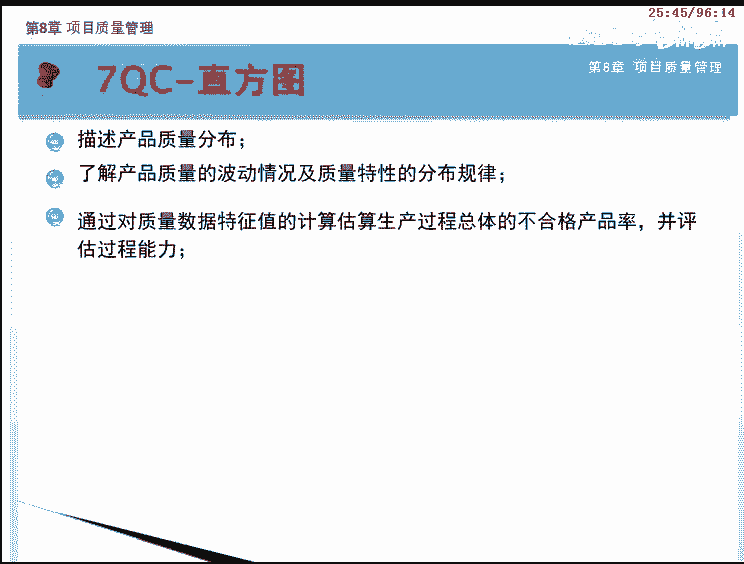 25:45/96:14
第8章 项目质量管理
第8章 项目质量管理
7QC-直方图
描述产品质量分布；
了解产品质量的波动情况及质量特性的分布规律；
通过对质量数据特征值的计算估算生产过程总体的不合格产品率，并评
估过程能力；